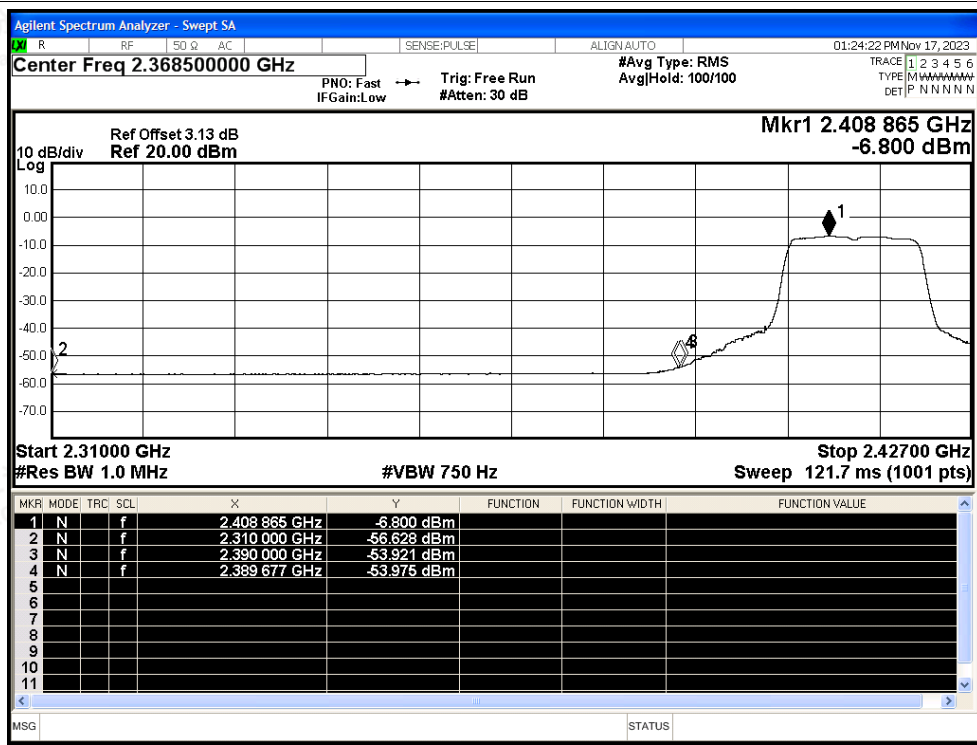 Agilent Spectrum Analyzer - Swept SA
LXI R RF 50 Ω AC SENSE:PULSE ALIGN AUTO 01:24:22 PM Nov 17, 2023
Center Freq 2.368500000 GHz
PNO: Fast
IFGain:Low
Trig: Free Run
#Atten: 30 dB
#Avg Type: RMS
Avg|Hold: 100/100
TRACE 1 2 3 4 5 6
TYPE M
DET P N N N N N
Mkr1 2.408 865 GHz
-6.800 dBm
Ref Offset 3.13 dB
10 dB/div Ref 20.00 dBm
Log
10.0
0.00
-10.0
-20.0
-30.0
-40.0
-50.0
-60.0
-70.0
1
2
Start 2.31000 GHz Stop 2.42700 GHz
#Res BW 1.0 MHz #VBW 750 Hz Sweep 121.7 ms (1001 pts)
MKR MODE TRC SCL X Y FUNCTION FUNCTION WIDTH FUNCTION VALUE
1 N f 2.408 865 GHz -6.800 dBm
2 N f 2.310 000 GHz -56.628 dBm
3 N f 2.390 000 GHz -53.921 dBm
4 N f 2.389 677 GHz -53.975 dBm
5
6
7
8
9
10
11
MSG STATUS